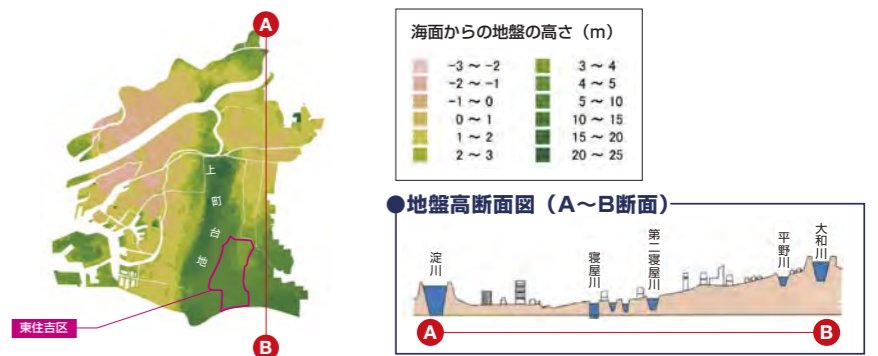 A
上町台地
東住吉区
B
海面からの地盤の高さ（m）
-3 ～ -2
-2 ～ -1
-1 ～ 0
0 ～ 1
1 ～ 2
2 ～ 3
3 ～ 4
4 ～ 5
5 ～ 10
10 ～ 15
15 ～ 20
20 ～ 25
●地盤高断面図（A～B断面）
淀川
寝屋川
第二寝屋川
平野川
大和川
A
B